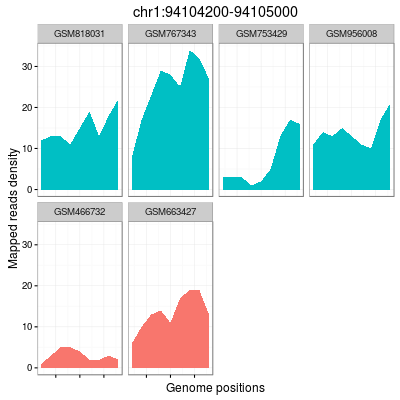 chr1:94104200-94105000
GSM818031 GSM767343 GSM753429 GSM956008
30
20
10
0
Mapped reads density
GSM466732 GSM663427
30
20
10
0
Genome positions